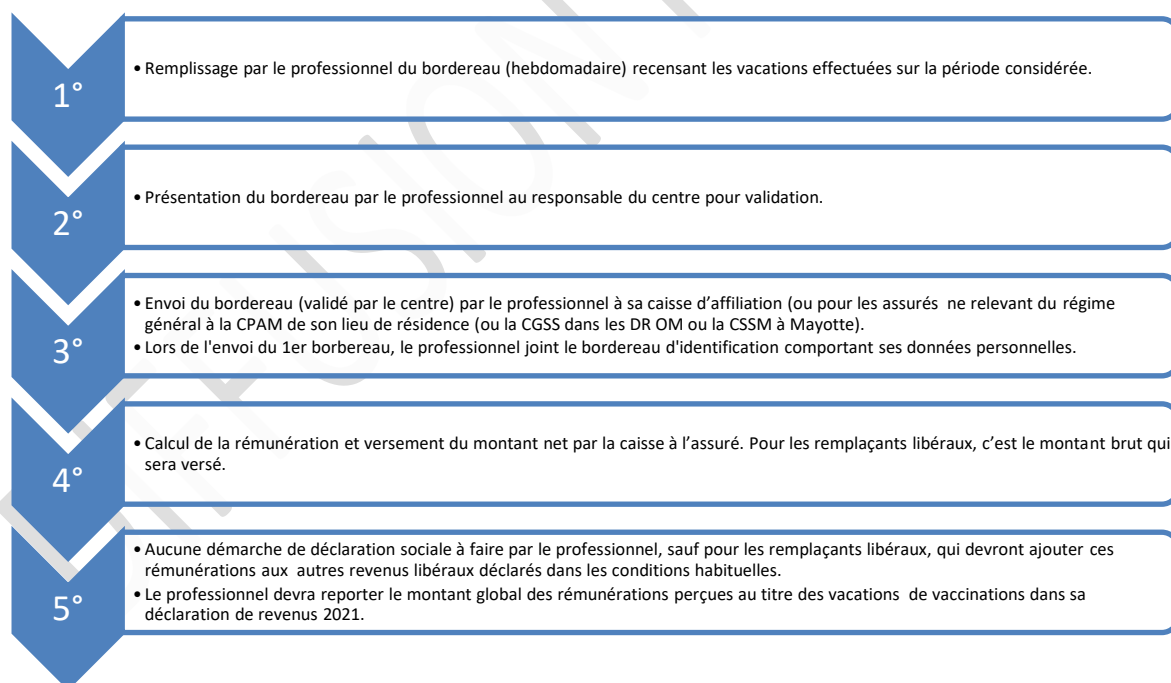 1°
• Remplissage par le professionnel du bordereau (hebdomadaire) recensant les vacations effectuées sur la période considérée.
2°
• Présentation du bordereau par le professionnel au responsable du centre pour validation.
3°
• Envoi du bordereau (validé par le centre) par le professionnel à sa caisse d’affiliation (ou pour les assurés ne relevant du régime
général à la CPAM de son lieu de résidence (ou la CGSS dans les DR OM ou la CSSM à Mayotte).
• Lors de l'envoi du 1er borbereau, le professionnel joint le bordereau d'identification comportant ses données personnelles.
4°
• Calcul de la rémunération et versement du montant net par la caisse à l’assuré. Pour les remplaçants libéraux, c’est le montant brut qui
sera versé.
5°
• Aucune démarche de déclaration sociale à faire par le professionnel, sauf pour les remplaçants libéraux, qui devront ajouter ces
rémunérations aux autres revenus libéraux déclarés dans les conditions habituelles.
• Le professionnel devra reporter le montant global des rémunérations perçues au titre des vacations de vaccinations dans sa
déclaration de revenus 2021.